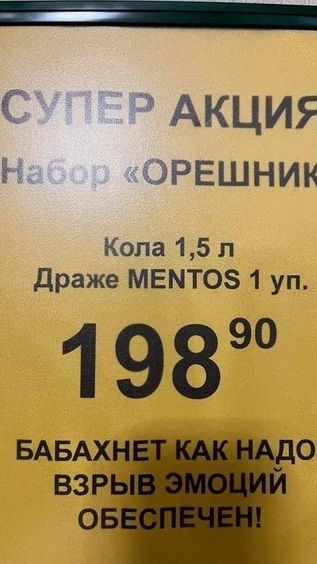 СУПЕР АКЦИЯ
Набор «ОРЕШНИК
Кола 1,5 л
Драже MENTOS 1 уп.
198 90
БАБАХНЕТ КАК НАДО
ВЗРЫВ ЭМОЦИЙ
ОБЕСПЕЧЕН!